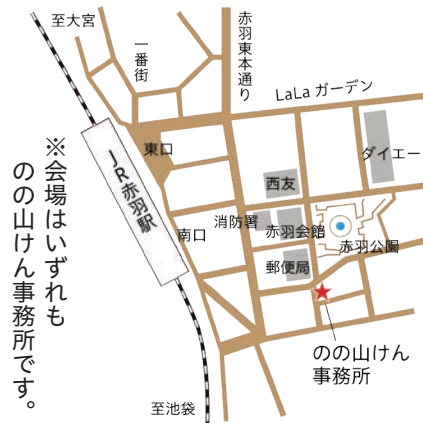 至大宮
一番街
赤羽東本通り
LaLa ガーデン
東口
JR赤羽駅
ダイエー
西友
消防署
赤羽会館
南口
赤羽公園
郵便局
のの山けん
事務所
至池袋
※会場はいずれも
のの山けん事務所です。